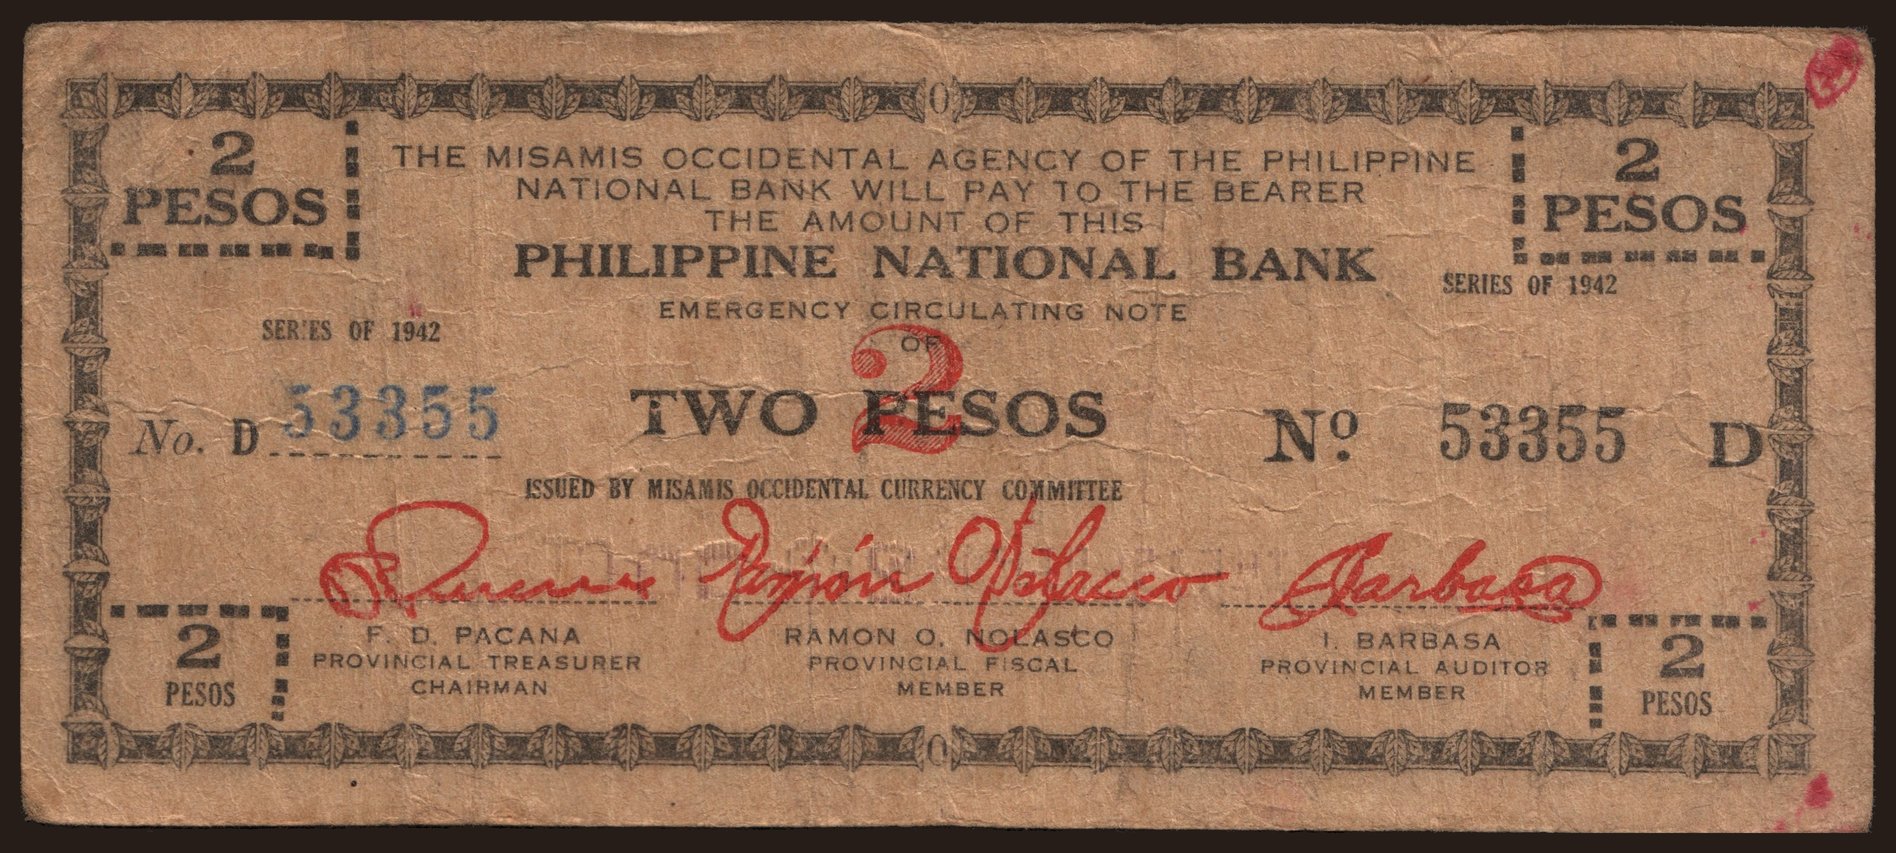 2
PESOS
THE MISAMIS OCCIDENTAL AGENCY OF THE PHILIPPINE
NATIONAL BANK WILL PAY TO THE BEARER
THE AMOUNT OF THIS
PHILIPPINE NATIONAL BANK
EMERGENCY CIRCULATING NOTE
OF
2
TWO PESOS
2
PESOS
SERIES OF 1942
SERIES OF 1942
No. D 53355
Nº 53355 D
ISSUED BY MISAMIS OCCIDENTAL CURRENCY COMMITTEE
Ramón O Nolasco
Barbasa
F. D. PACANA
PROVINCIAL TREASURER
CHAIRMAN
RAMON O. NOLASCO
PROVINCIAL FISCAL
MEMBER
I. BARBASA
PROVINCIAL AUDITOR
MEMBER
2
PESOS
2
PESOS